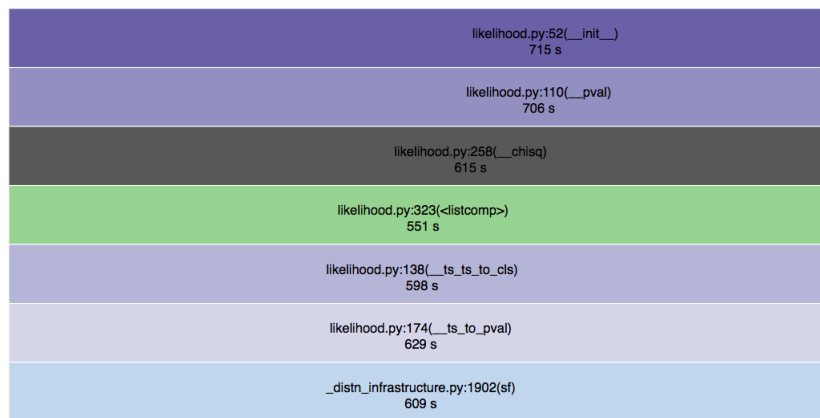 likelihood.py:52(__init__)
715 s
likelihood.py:110(__pval)
706 s
likelihood.py:258(__chisq)
615 s
likelihood.py:323(<listcomp>)
551 s
likelihood.py:138(__ts_ts_to_cls)
598 s
likelihood.py:174(__ts_to_pval)
629 s
_distn_infrastructure.py:1902(sf)
609 s